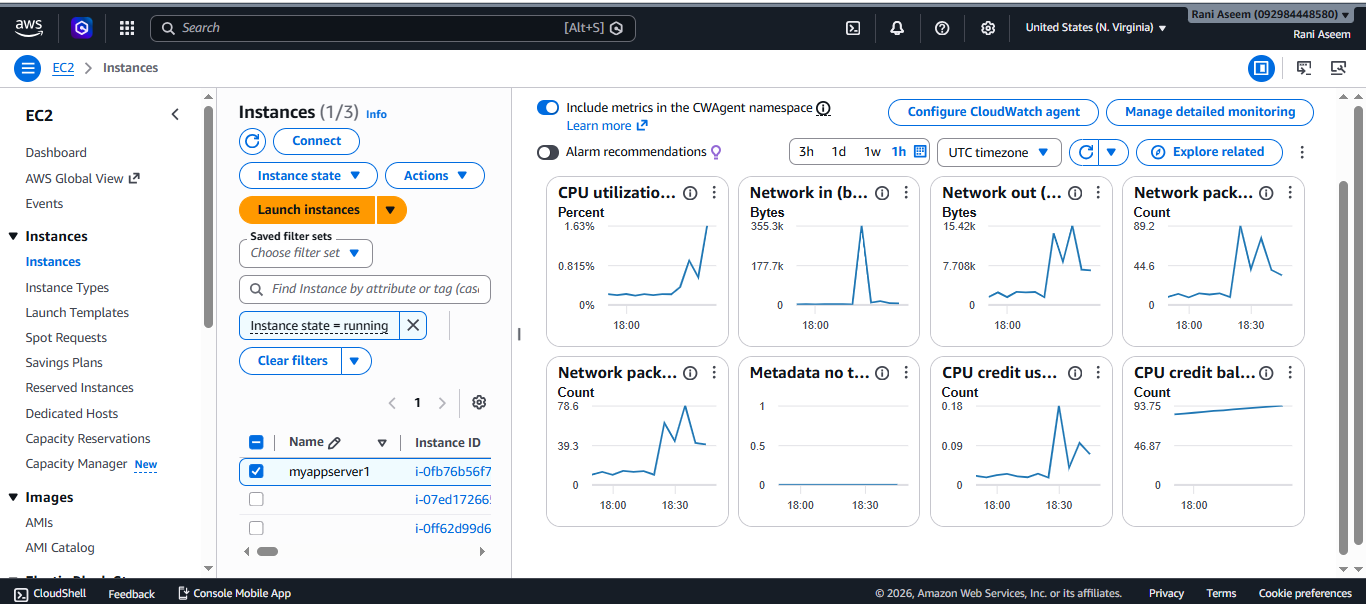 aws
Search
[Alt+S]
United States (N. Virginia)
Rani Aseem (092984448580)
Rani Aseem
EC2
Instances
EC2
Dashboard
AWS Global View
Events
Instances
Instances
Instance Types
Launch Templates
Spot Requests
Savings Plans
Reserved Instances
Dedicated Hosts
Capacity Reservations
Capacity Manager New
Images
AMIs
AMI Catalog
Instances (1/3) Info
Connect
Instance state
Actions
Launch instances
Saved filter sets
Choose filter set
Find Instance by attribute or tag (case
Instance state = running
Clear filters
1
Name
Instance ID
myappserver1
i-0fb76b56f7
i-07ed17266
i-0ff62d99d6
Include metrics in the CWAgent namespace
Learn more
Configure CloudWatch agent
Manage detailed monitoring
Alarm recommendations
3h 1d 1w 1h
UTC timezone
Explore related
CPU utilizatio...
Percent
1.63%
0.815%
0%
18:00
Network in (b...
Bytes
355.3k
177.7k
0
18:00
Network out (...
Bytes
15.42k
7.708k
0
18:00
Network pack...
Count
89.2
44.6
0
18:00 18:30
Network pack...
Count
78.6
39.3
0
18:00 18:30
Metadata no t...
Count
1
0.5
0
18:00 18:30
CPU credit us...
Count
0.18
0.09
0
18:00 18:30
CPU credit bal...
Count
93.75
46.87
0
18:00
CloudShell
Feedback
Console Mobile App
© 2026, Amazon Web Services, Inc. or its affiliates.
Privacy
Terms
Cookie preferences